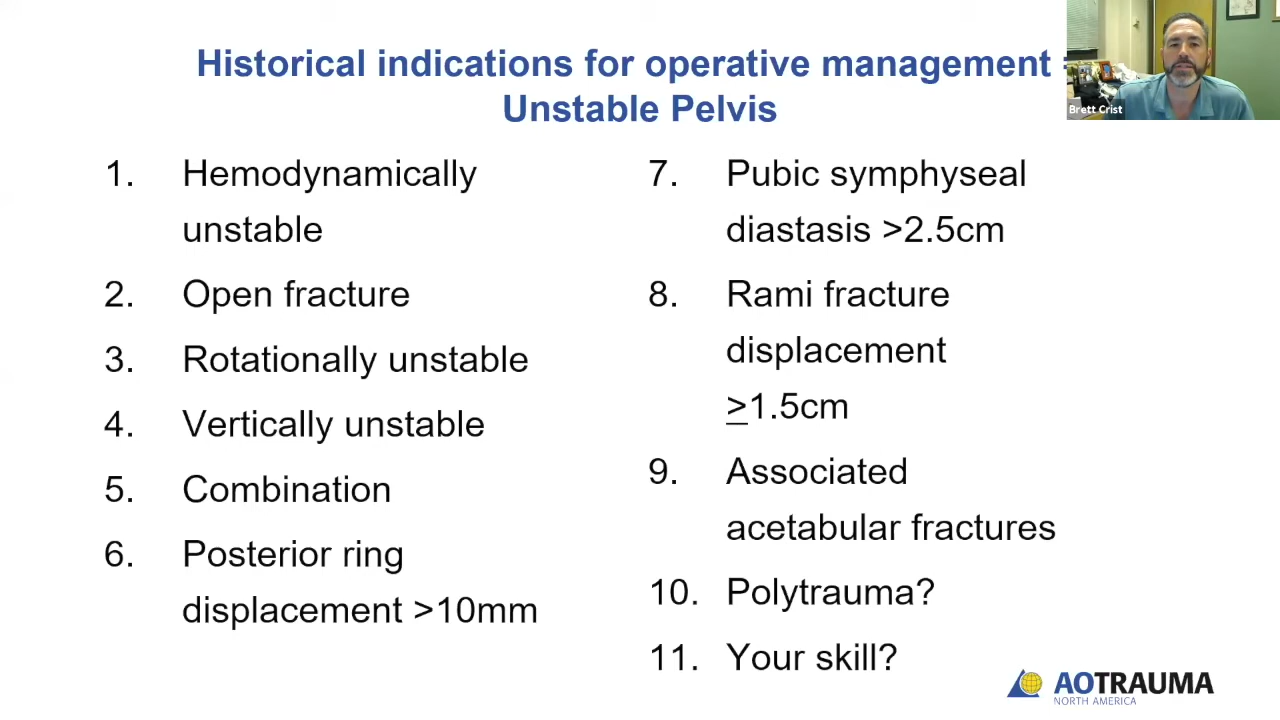 Historical indications for operative management
Unstable Pelvis
Brett Crist
1. Hemodynamically
unstable
2. Open fracture
3. Rotationally unstable
4. Vertically unstable
5. Combination
6. Posterior ring
displacement >10mm
7. Pubic symphyseal
diastasis >2.5cm
8. Rami fracture
displacement
≥1.5cm
9. Associated
acetabular fractures
10. Polytrauma?
11. Your skill?
AOTRAUMA
NORTH AMERICA